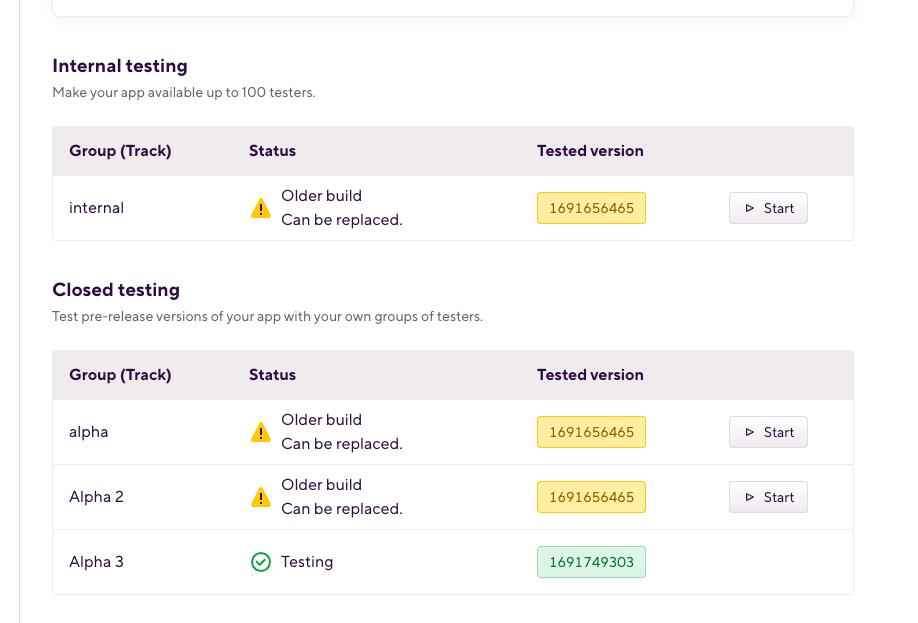 Internal testing
Make your app available up to 100 testers.
Group (Track) Status Tested version
internal Older build Can be replaced. 1691656465 Start
Closed testing
Test pre-release versions of your app with your own groups of testers.
Group (Track) Status Tested version
alpha Older build Can be replaced. 1691656465 Start
Alpha 2 Older build Can be replaced. 1691656465 Start
Alpha 3 Testing 1691749303